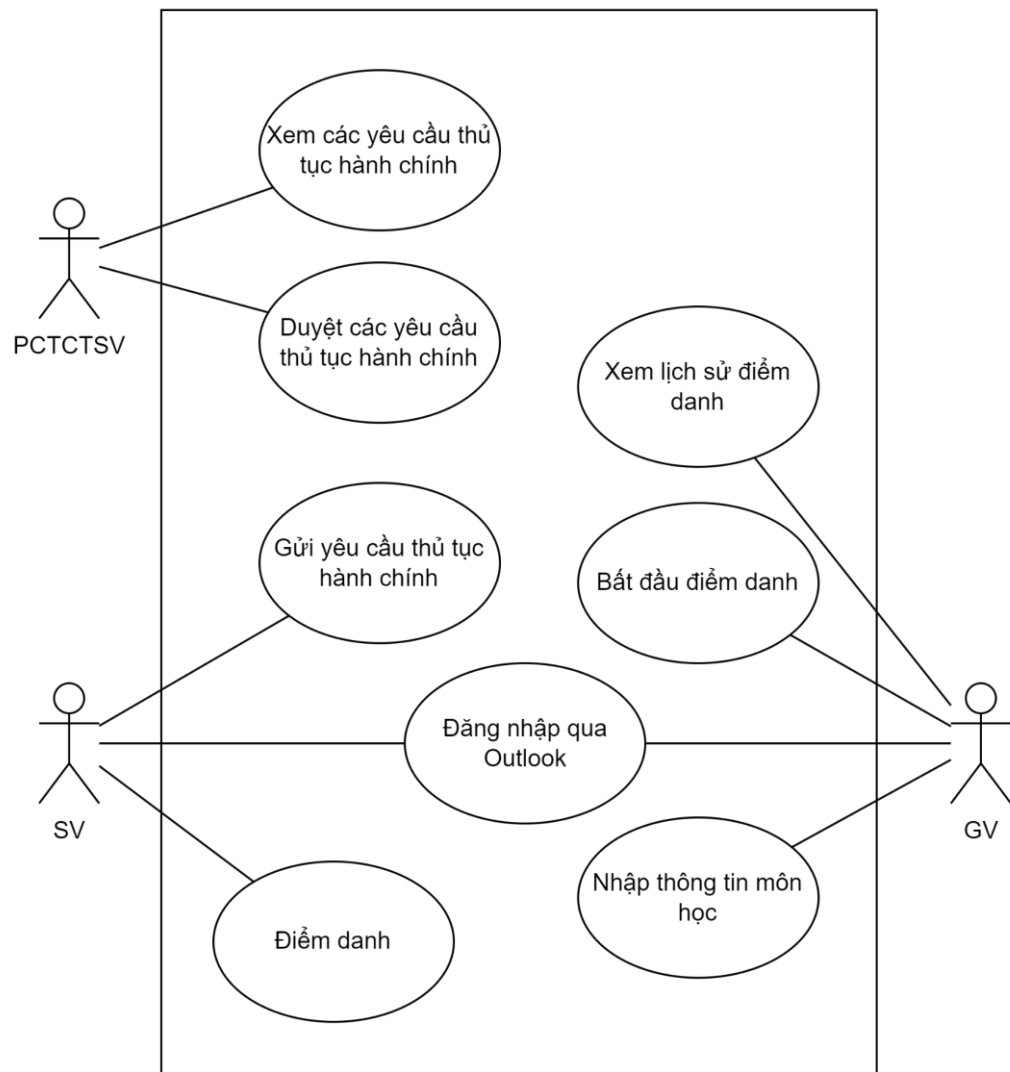 Xem các yêu cầu thủ
tục hành chính
PCTCTSV
Duyệt các yêu cầu
thủ tục hành chính
Xem lịch sử điểm
danh
Gửi yêu cầu thủ tục
hành chính
Bất đầu điểm danh
Đăng nhập qua
Outlook
SV
GV
Nhập thông tin môn
học
Điểm danh